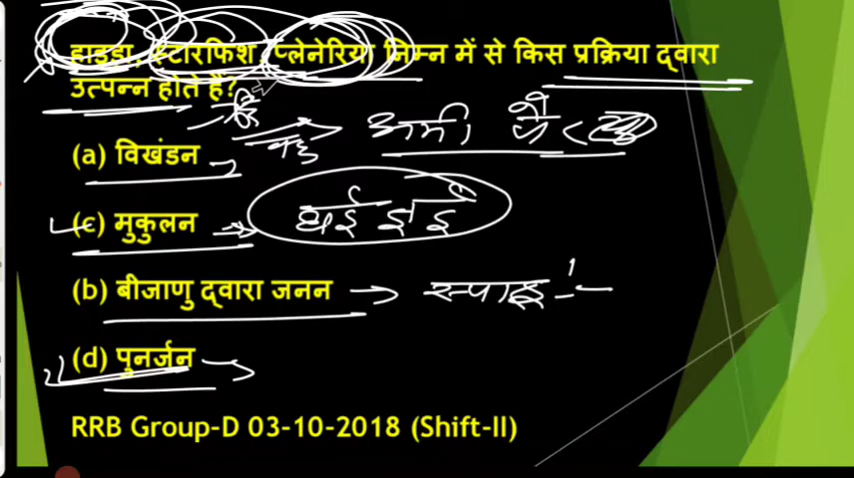 हाइड्रा, स्टारफिश, प्लेनेरिया निम्न में से किस प्रक्रिया द्वारा
उत्पन्न होते हैं?
(a) विखंडन
(c) मुकुलन
(b) बीजाणु द्वारा जनन
(d) पुनर्जन
RRB Group-D 03-10-2018 (Shift-II)